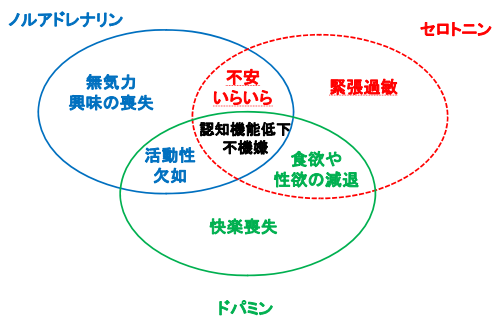 ノルアドレナリン
セロトニン
無気力
興味の喪失
不安
いらいら
緊張過敏
認知機能低下
不機嫌
活動性
欠如
食欲や
性欲の減退
快楽喪失
ドパミン